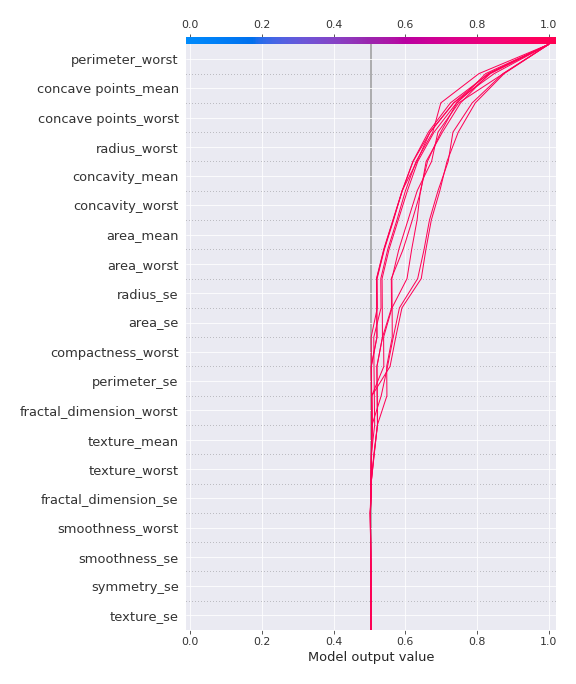 0.0 0.2 0.4 0.6 0.8 1.0
perimeter_worst
concave points_mean
concave points_worst
radius_worst
concavity_mean
concavity_worst
area_mean
area_worst
radius_se
area_se
compactness_worst
perimeter_se
fractal_dimension_worst
texture_mean
texture_worst
fractal_dimension_se
smoothness_worst
smoothness_se
symmetry_se
texture_se
0.0 0.2 0.4 0.6 0.8 1.0
Model output value